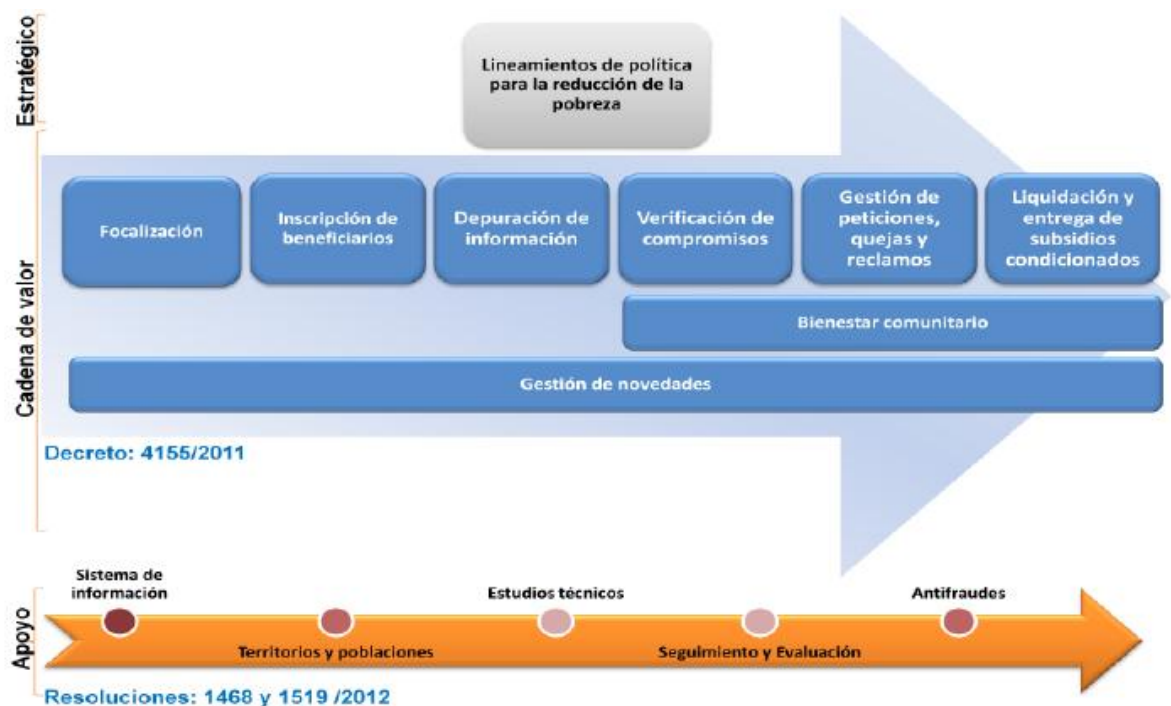 Estratégico
Lineamientos de política
para la reducción de la
pobreza
Cadena de valor
Focalización
Inscripción de
beneficiarios
Depuración de
información
Verificación de
compromisos
Gestión de
peticiones,
quejas y
reclamos
Liquidación y
entrega de
subsidios
condicionados
Bienestar comunitario
Gestión de novedades
Decreto: 4155/2011
Apoyo
Sistema de
información
Territorios y poblaciones
Estudios técnicos
Seguimiento y Evaluación
Antifraudes
Resoluciones: 1468 y 1519 /2012